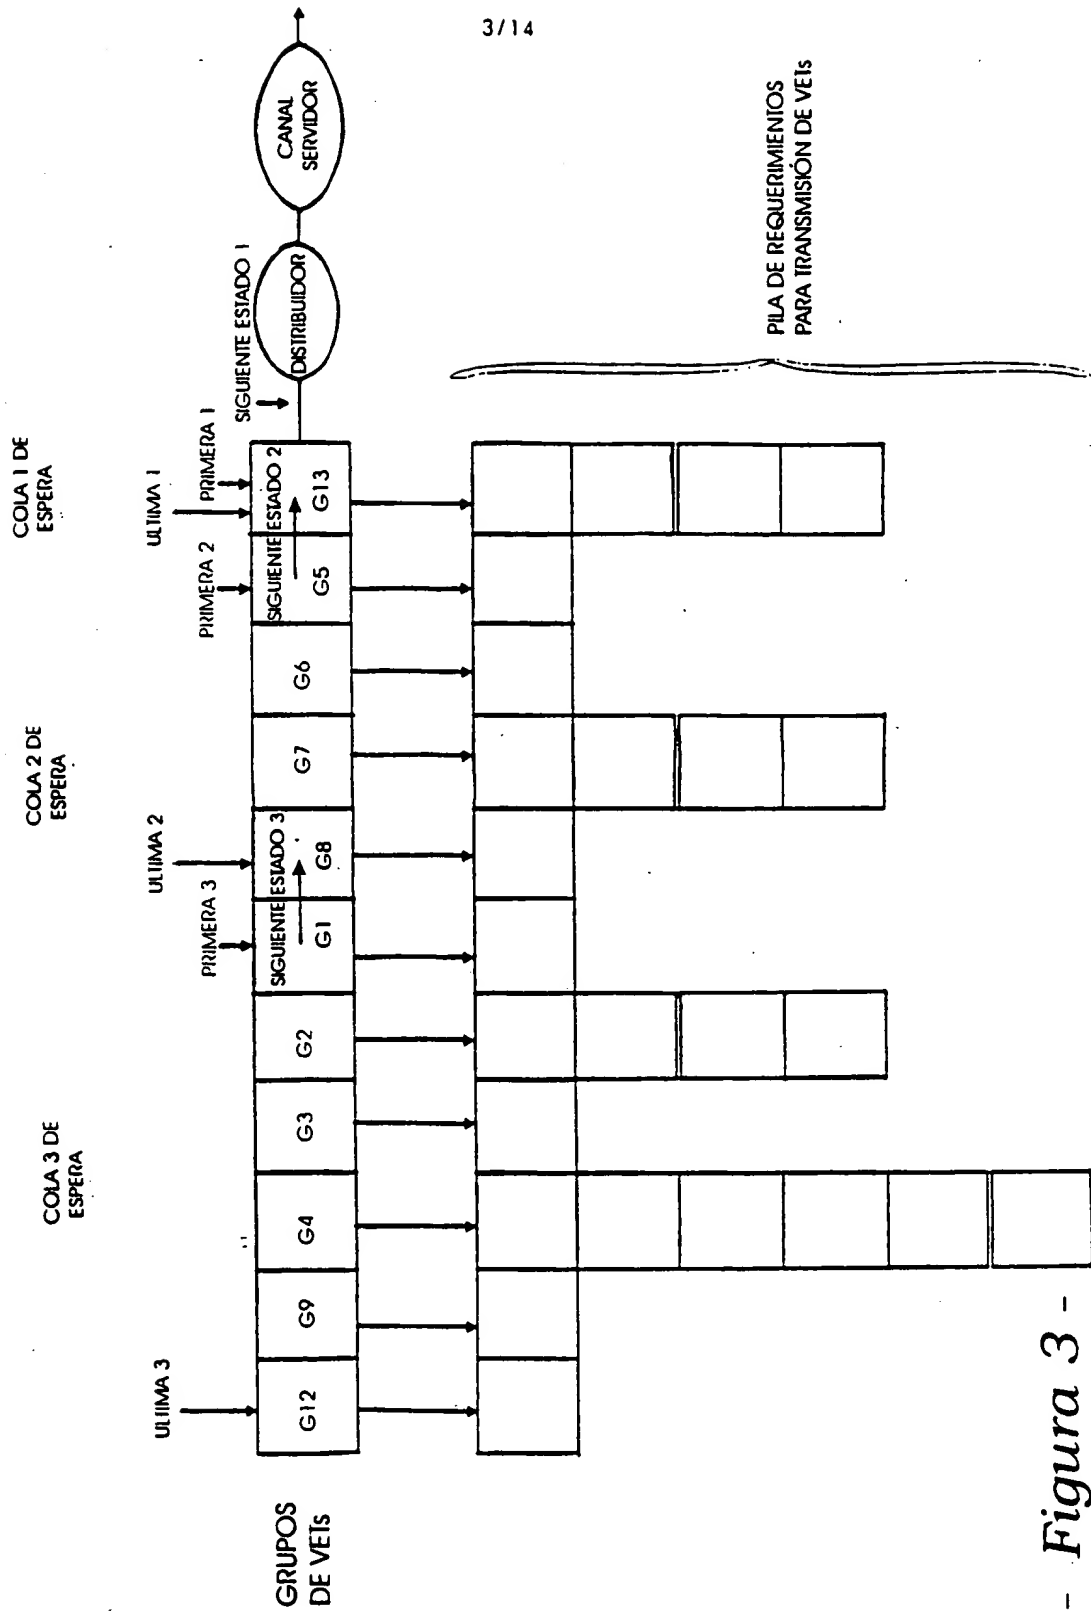 3/14
COLA 3 DE
ESPERA
COLA 2 DE
ESPERA
COLA 1 DE
ESPERA
ULTIMA 3
PRIMERA 3
ULTIMA 2
PRIMERA 2
ULTIMA 1
PRIMERA 1
SIGUIENTE ESTADO 1
GRUPOS
DE VETs
G12
G9
G4
G3
G2
G1
SIGUIENTE ESTADO 3
G8
G7
G6
G5
SIGUIENTE ESTADO 2
G13
DISTRIBUIDOR
CANAL
SERVIDOR
PILA DE REQUERIMIENTOS
PARA TRANSMISIÓN DE VETs
- Figura 3 -